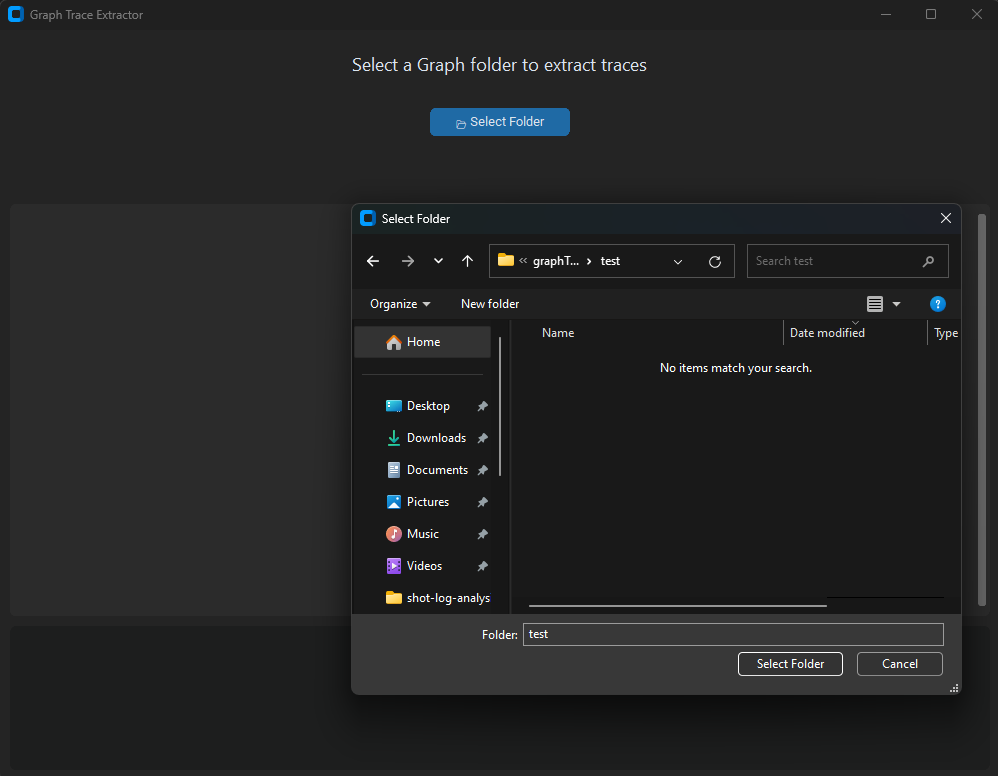 Graph Trace Extractor
Select a Graph folder to extract traces
Select Folder
Select Folder
« graphT... › test
Search test
Organize
New folder
?
Name
Date modified
Type
No items match your search.
Home
Desktop
Downloads
Documents
Pictures
Music
Videos
shot-log-analys
Folder:
test
Select Folder
Cancel